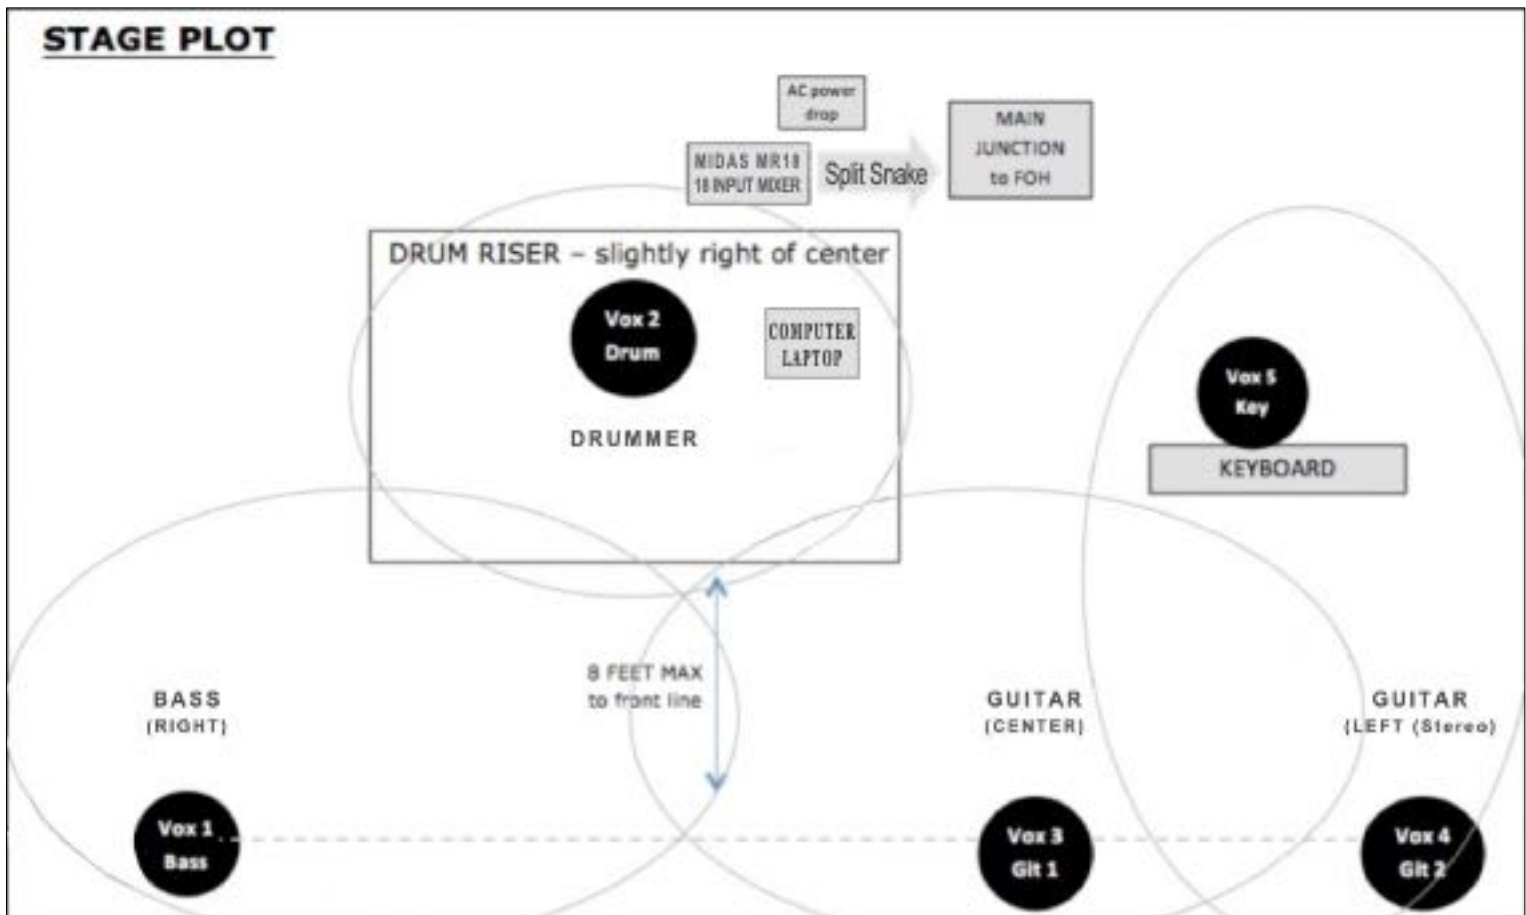 STAGE PLOT
AC power
drop
MAIN
JUNCTION
to FOH
MIDAS MR18
18 INPUT MIXER
Split Snake
DRUM RISER – slightly right of center
Vox 2
Drum
COMPUTER
LAPTOP
DRUMMER
Vox 5
Key
KEYBOARD
8 FEET MAX
to front line
BASS
(RIGHT)
GUITAR
(CENTER)
GUITAR
(LEFT (Stereo)
Vox 1
Bass
Vox 3
Git 1
Vox 4
Git 2